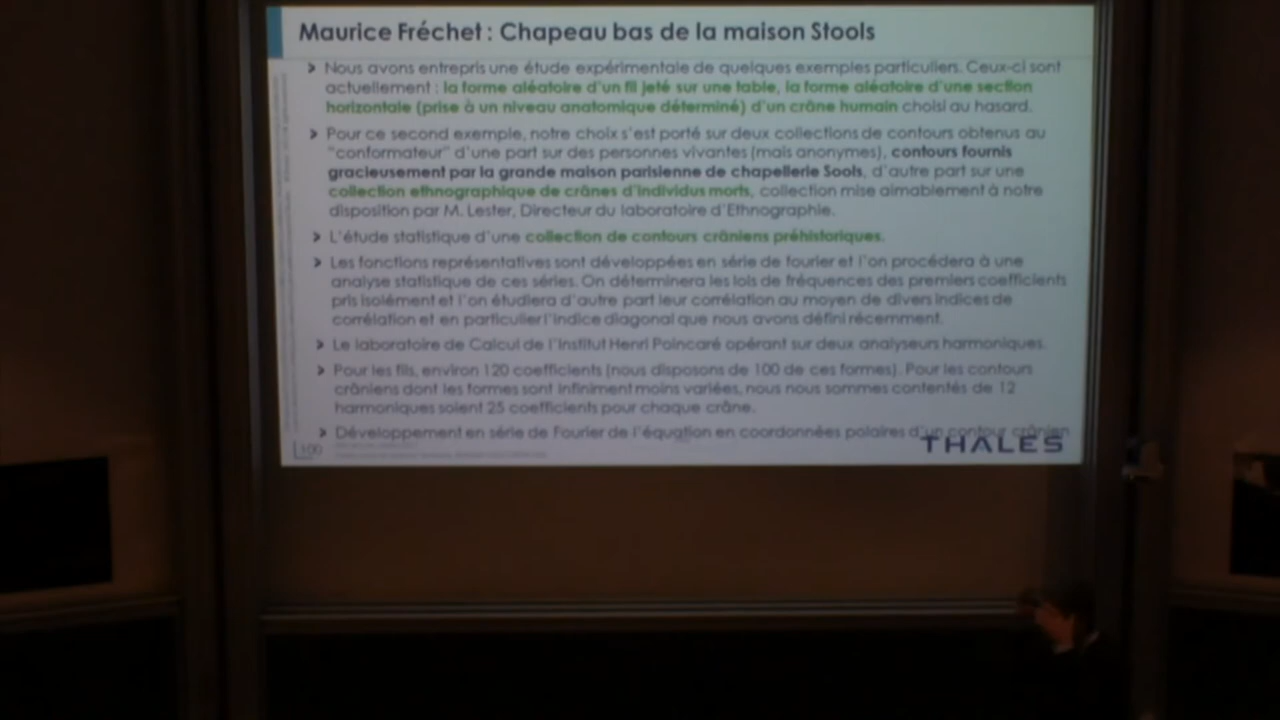 Maurice Fréchet : Chapeau bas de la maison Stools
Nous avons entrepris une étude expérimentale de quelques exemples particuliers. Ceux-ci sont
actuellement : la forme aléatoire d'un fil jeté sur une table, la forme aléatoire d'une section
horizontale (prise à un niveau anatomique déterminé) d'un crâne humain choisi au hasard.
Pour ce second exemple, notre choix s'est porté sur deux collections de contours obtenus au
"conformateur" d'une part sur des personnes vivantes (mais anonymes), contours fournis
gracieusement par la grande maison parisienne de chapellerie Sools, d'autre part sur une
collection ethnographique de crânes d'individus morts, collection mise aimablement à notre
disposition par M. Lester, Directeur du laboratoire d'Ethnographie.
L'étude statistique d'une collection de contours crâniens préhistoriques.
Les fonctions représentatives sont développées en série de fourier et l'on procédera à une
analyse statistique de ces séries. On déterminera les lois de fréquences des premiers coefficients
pris isolément et l'on étudiera d'autre part leur corrélation au moyen de divers indices de
corrélation et en particulier l'indice diagonal que nous avons défini récemment.
Le laboratoire de Calcul de l'Institut Henri Poincaré opérant sur deux analyseurs harmoniques.
Pour les fils, environ 120 coefficients (nous disposons de 100 de ces formes). Pour les contours
crâniens dont les formes sont infiniment moins variées, nous nous sommes contentés de 12
harmoniques soient 25 coefficients pour chaque crâne.
Développement en série de Fourier de l'équation en coordonnées polaires d'un contour crânien
100
THALES